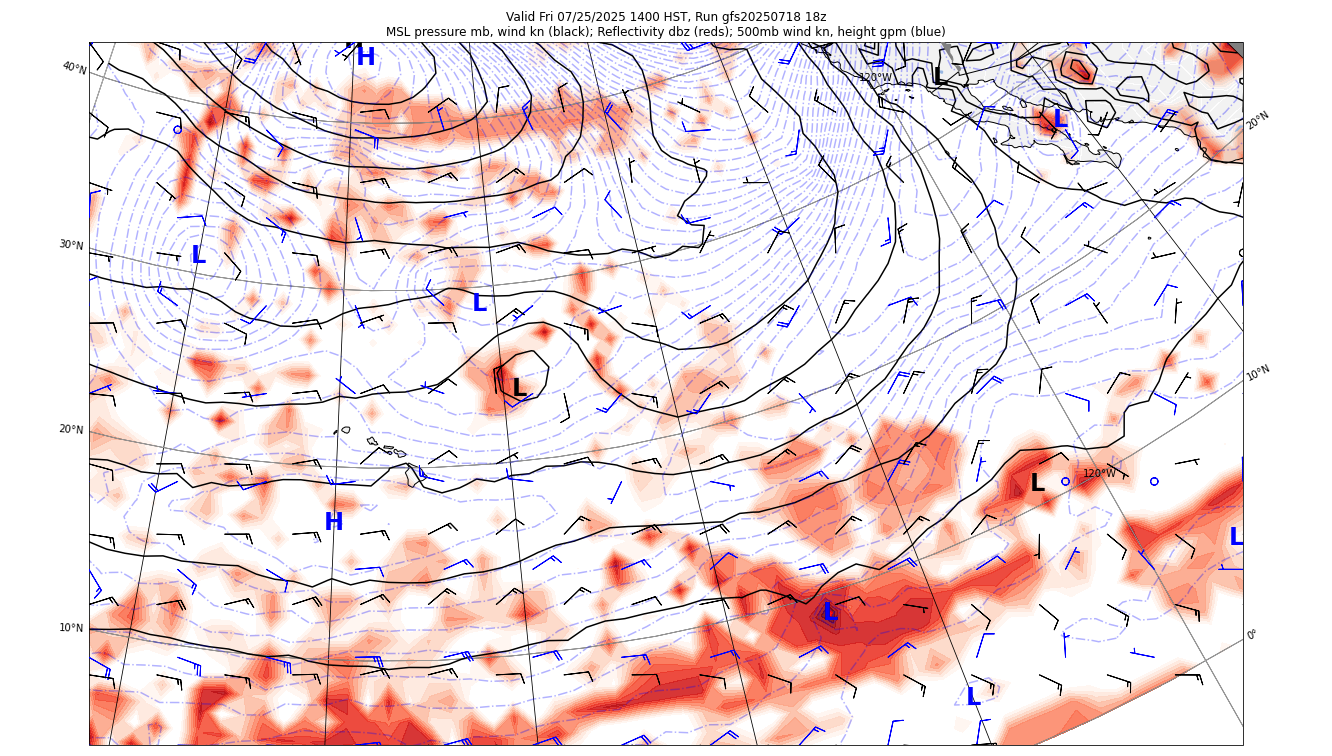 Valid Fri 07/25/2025 1400 HST, Run gfs20250718 18z
MSL pressure mb, wind kn (black); Reflectivity dbz (reds); 500mb wind kn, height gpm (blue)
H
40°N
L
120°W
L
20°N
30°N
L
L
L
10°N
20°N
120°W
L
H
L
10°N
L
0°
L